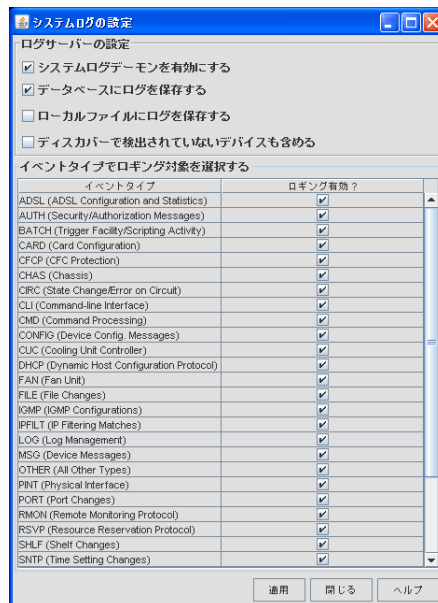 システムログの設定
ログサーバーの設定
システムログデーモンを有効にする
データベースにログを保存する
ローカルファイルにログを保存する
ディスカバーで検出されていないデバイスも含める
イベントタイプでロギング対象を選択する
イベントタイプ ロギング有効？
ADSL (ADSL Configuration and Statistics)
AUTH (Security/Authorization Messages)
BATCH (Trigger Facility/Scripting Activity)
CARD (Card Configuration)
CFCP (CFC Protection)
CHAS (Chassis)
CIRC (State Change/Error on Circuit)
CLI (Command-line Interface)
CMD (Command Processing)
CONFIG (Device Config. Messages)
CUC (Cooling Unit Controller)
DHCP (Dynamic Host Configuration Protocol)
FAN (Fan Unit)
FILE (File Changes)
IGMP (IGMP Configurations)
IPFILT (IP Filtering Matches)
LOG (Log Management)
MSG (Device Messages)
OTHER (All Other Types)
PINT (Physical Interface)
PORT (Port Changes)
RMON (Remote Monitoring Protocol)
RSVP (Resource Reservation Protocol)
SHLF (Shelf Changes)
SNTP (Time Setting Changes)
適用 閉じる ヘルプ